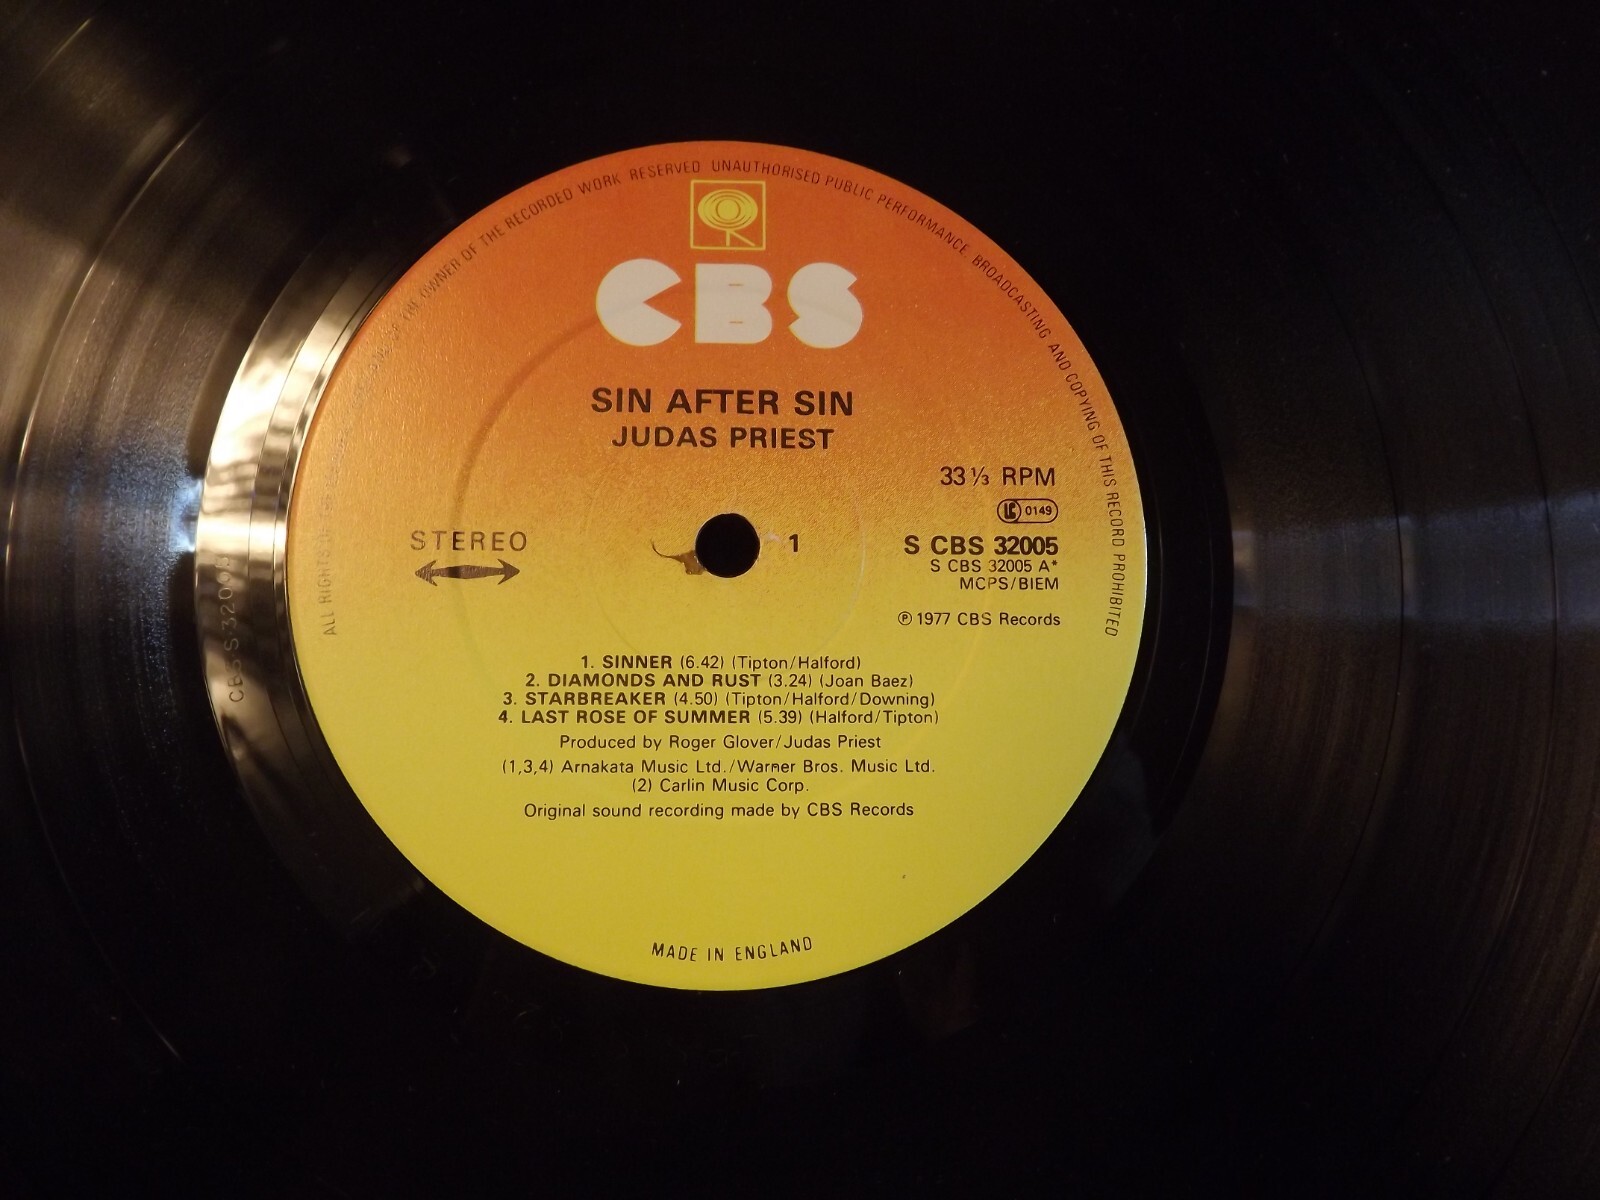 ALL RIGHTS OF THE OWNER OF THE RECORDED WORK RESERVED UNAUTHORISED PUBLIC PERFORMANCE, BROADCASTING AND COPYING OF THIS RECORD PROHIBITED
CBS
SIN AFTER SIN
JUDAS PRIEST
33 ⅓ RPM
LC 0149
STEREO
1
S CBS 32005
S CBS 32005 A*
MCPS/BIEM
℗ 1977 CBS Records
1. SINNER (6.42) (Tipton/Halford)
2. DIAMONDS AND RUST (3.24) (Joan Baez)
3. STARBREAKER (4.50) (Tipton/Halford/Downing)
4. LAST ROSE OF SUMMER (5.39) (Halford/Tipton)
Produced by Roger Glover/Judas Priest
(1,3,4) Arnakata Music Ltd./Warner Bros. Music Ltd.
(2) Carlin Music Corp.
Original sound recording made by CBS Records
MADE IN ENGLAND
CBS S 32005